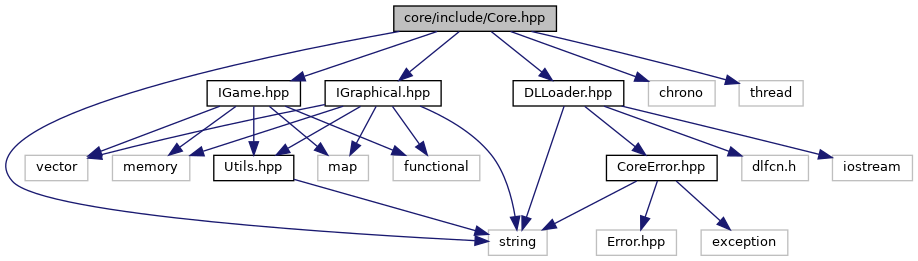 core/include/Core.hpp
IGame.hpp
IGraphical.hpp
DLLoader.hpp
chrono
thread
vector
memory
Utils.hpp
map
functional
CoreError.hpp
dlfcn.h
iostream
string
Error.hpp
exception